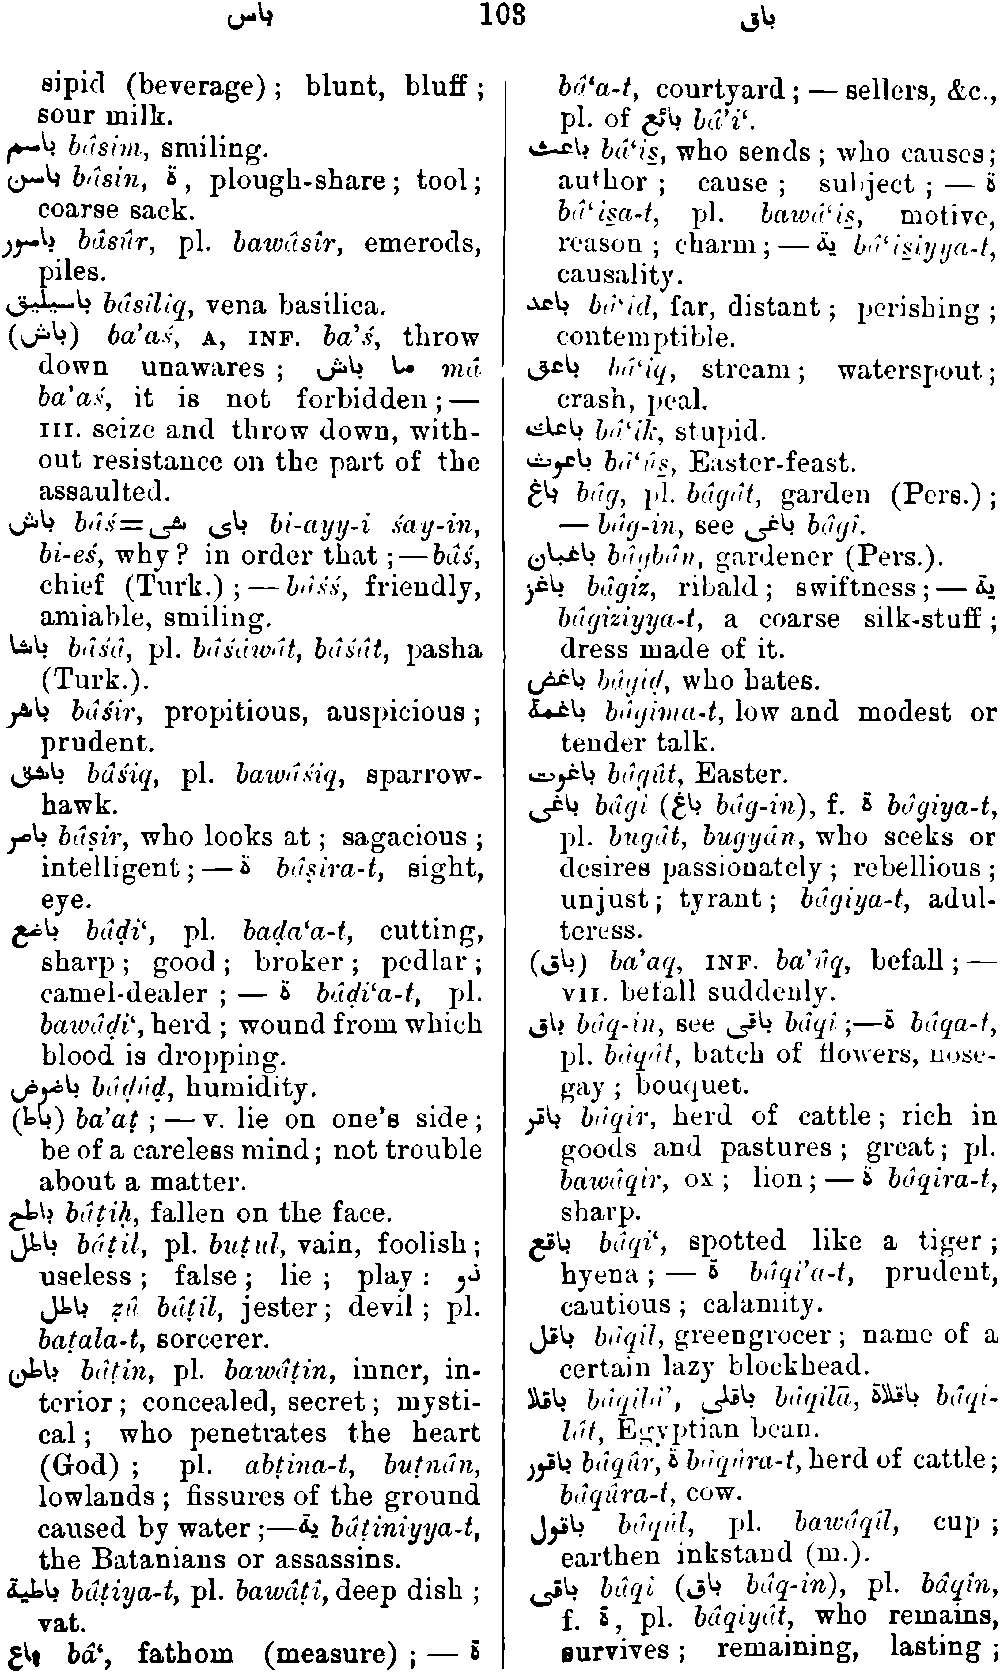 باس 103 باق
sipid (beverage) ; blunt, bluff ;
sour milk.
باسم bâsim, smiling.
باسن bâsin, ة, plough-share ; tool ;
coarse sack.
باسور bâsûr, pl. bawâsîr, emerods,
piles.
باسيليق bâsîlîq, vena basilica.
(باش) ba'aś, A, INF. ba'ś, throw
down unawares ; ما باش mâ
ba'aś, it is not forbidden ; —
III. seize and throw down, with-
out resistance on the part of the
assaulted.
باش bâś=باى شى bi-ayy-i śay-in,
bi-eś, why? in order that ; — bâś,
chief (Turk.) ; — bâśś, friendly,
amiable, smiling.
باشا bâśâ, pl. bâśâwât, bâśât, pasha
(Turk.).
باشر bâśir, propitious, auspicious ;
prudent.
باشق bâśiq, pl. bawâśiq, sparrow-
hawk.
باصر bâṣir, who looks at ; sagacious ;
intelligent ; — ة bâṣira-t, sight,
eye.
باضع bâḍi‘, pl. baḍa‘a-t, cutting,
sharp ; good ; broker ; pedlar ;
camel-dealer ; — ة bâḍi‘a-t, pl.
bawâḍi‘, herd ; wound from which
blood is dropping.
باضوض bâḍûḍ, humidity.
(باط) ba'aṭ ; — V. lie on one's side ;
be of a careless mind ; not trouble
about a matter.
باطح bâṭiḥ, fallen on the face.
باطل bâṭil, pl. buṭul, vain, foolish ;
useless ; false ; lie ; play : ذو
باطل ẕû bâṭil, jester ; devil ; pl.
baṭala-t, sorcerer.
باطن bâṭin, pl. bawâṭin, inner, in-
terior ; concealed, secret ; mysti-
cal ; who penetrates the heart
(God) ; pl. abṭina-t, buṭnân,
lowlands ; fissures of the ground
caused by water ; — ية bâṭiniyya-t,
the Batanians or assassins.
باطية bâṭiya-t, pl. bawâṭî, deep dish ;
vat.
باع bâ‘, fathom (measure) ; — ة
bâ‘a-t, courtyard ; — sellers, &c.,
pl. of بائع bâ'i‘.
باعث bâ‘iṯ, who sends ; who causes ;
author ; cause ; subject ; — ة
bâ‘iṯa-t, pl. bawâ‘iṯ, motive,
reason ; charm ; — ية bâ‘iṯiyya-t,
causality.
باعد bâ‘id, far, distant ; perishing ;
contemptible.
باعق bâ‘iq, stream ; waterspout ;
crash, peal.
باعك bâ‘ik, stupid.
باعوث bâ‘ûṯ, Easter-feast.
باغ bâg, pl. bâgât, garden (Pers.) ;
— bâg-in, see باغى bâgî.
باغبان bâgbân, gardener (Pers.).
باغز bâgiz, ribald ; swiftness ; — ية
bâgiziyya-t, a coarse silk-stuff ;
dress made of it.
باغض bâgiḍ, who hates.
باغمة bâgima-t, low and modest or
tender talk.
باغوت bâgût, Easter.
باغى bâgî (باغ bâg-in), f. ة bâgiya-t,
pl. bugât, bugyân, who seeks or
desires passionately ; rebellious ;
unjust ; tyrant ; bâgiya-t, adul-
teress.
(باق) ba'aq, INF. ba'ûq, befall ; —
VII. befall suddenly.
باق bâq-in, see باقى bâqî ; — ة bâqa-t,
pl. bâqât, batch of flowers, nose-
gay ; bouquet.
باقر bâqir, herd of cattle ; rich in
goods and pastures ; great ; pl.
bawâqir, ox ; lion ; — ة bâqira-t,
sharp.
باقع bâqi‘, spotted like a tiger ;
hyena ; — ة bâqi'a-t, prudent,
cautious ; calamity.
باقل bâqil, greengrocer ; name of a
certain lazy blockhead.
باقلا bâqilâ', باقلى bâqilā, باقلاة bâqi-
lât, Egyptian bean.
باقور bâqûr, ة bâqûra-t, herd of cattle ;
bâqûra-t, cow.
باقول bâqûl, pl. bawâqîl, cup ;
earthen inkstand (m.).
باقى bâqî (باق bâq-in), pl. bâqîn,
f. ة, pl. bâqiyât, who remains,
survives ; remaining, lasting ;